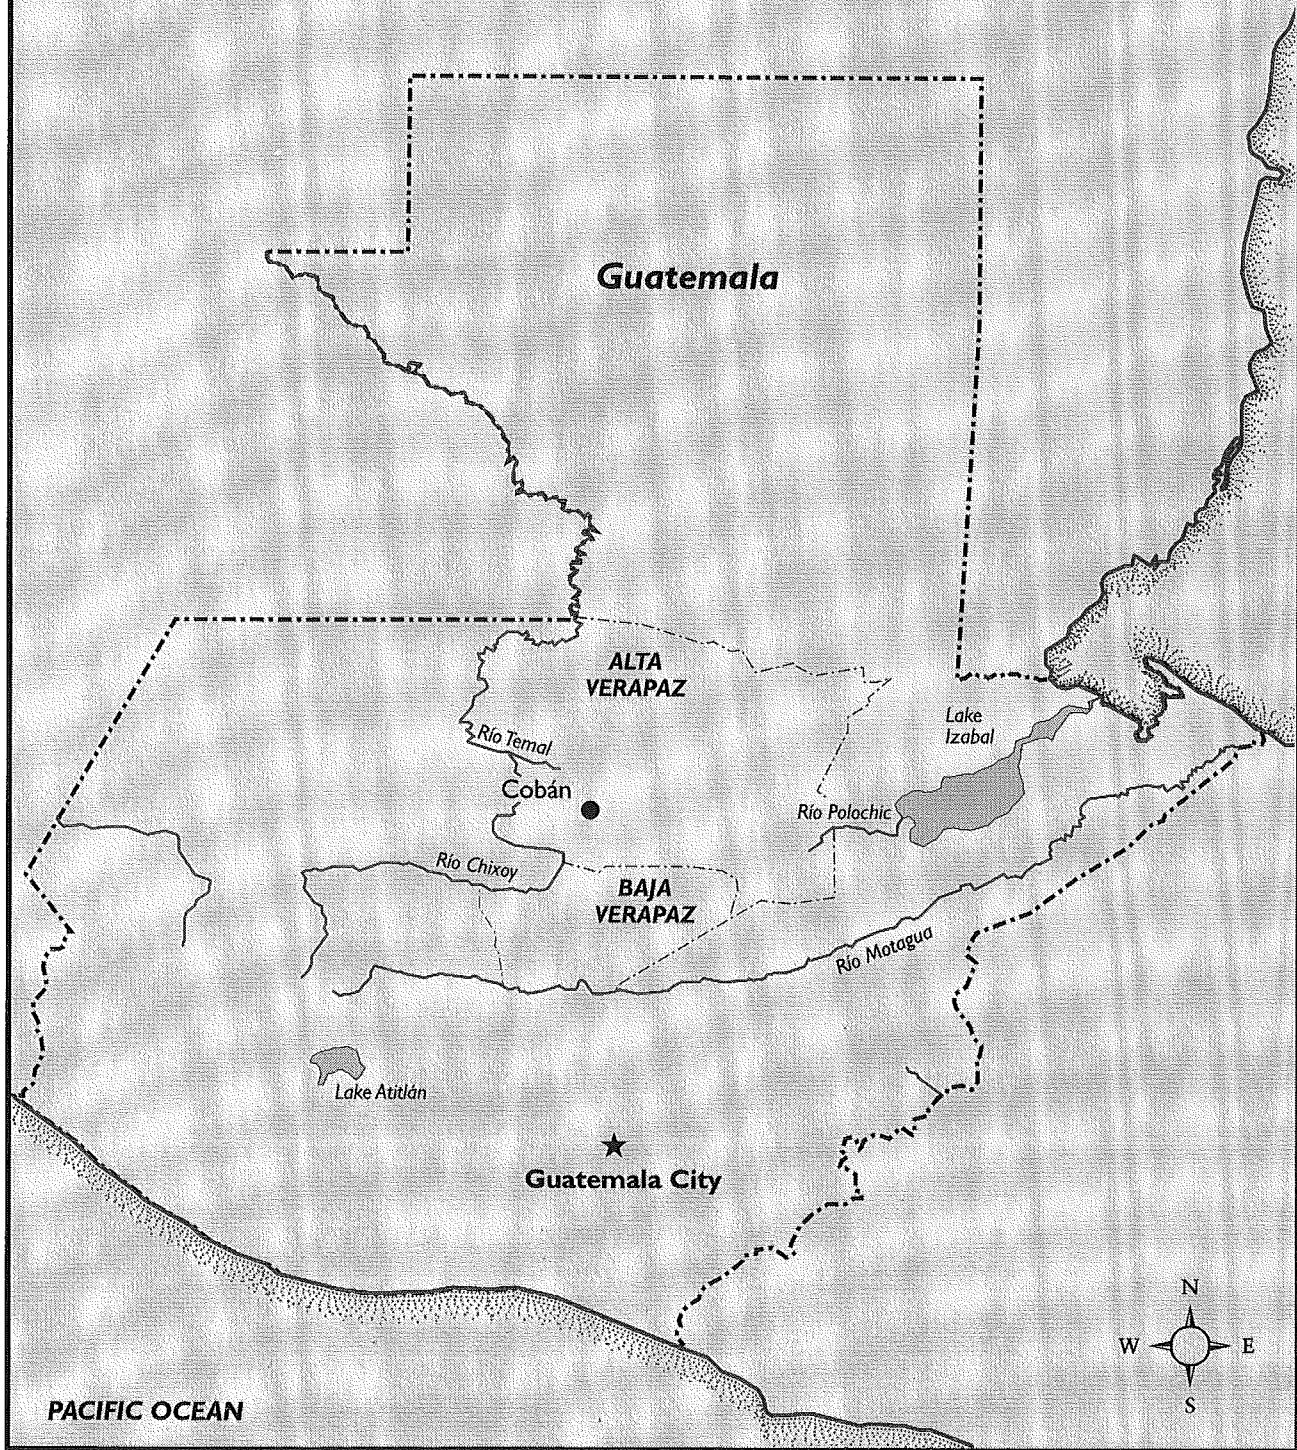 Guatemala
ALTA
VERAPAZ
Lake
Izabal
Río Temal
Cobán
Río Polochic
Río Chixoy
BAJA
VERAPAZ
Río Motagua
Lake Atitlán
Guatemala City
N
W
E
S
PACIFIC OCEAN